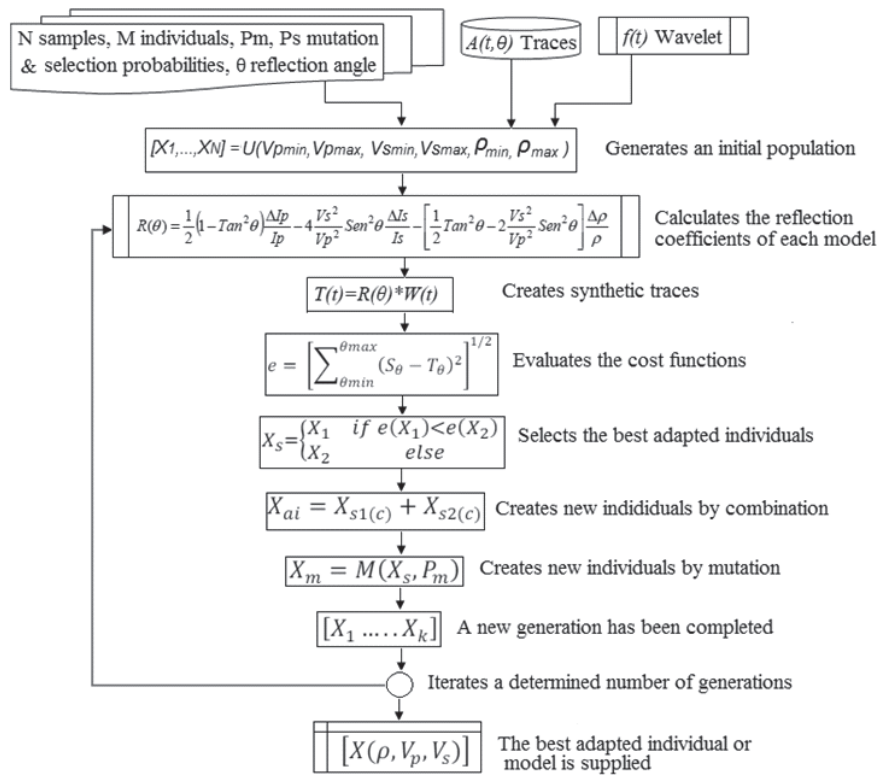 N samples, M individuals, Pm, Ps mutation
& selection probabilities, θ reflection angle
A(t,θ) Traces
f(t) Wavelet
[X1,...,XN] =U(Vpmin,Vpmax, Vsmin,Vsmax, ρmin, ρmax )
Generates an initial population
R(θ)=1/2(1−Tan²θ)ΔIp/Ip−4Vs²/Vp² Sen²θ ΔIs/Is−[1/2 Tan²θ−2Vs²/Vp² Sen²θ]Δρ/ρ
Calculates the reflection
coefficients of each model
T(t)=R(θ)*W(t)
Creates synthetic traces
e = [∑θmin θmax (Sθ − Tθ)²]^1/2
Evaluates the cost functions
Xs={X1 if e(X1)<e(X2)
X2 else
Selects the best adapted individuals
Xai = Xs1(c) + Xs2(c)
Creates new indididuals by combination
Xm = M(Xs, Pm)
Creates new individuals by mutation
[X1 ..... Xk]
A new generation has been completed
Iterates a determined number of generations
[X(ρ, Vp, Vs)]
The best adapted individual or
model is supplied